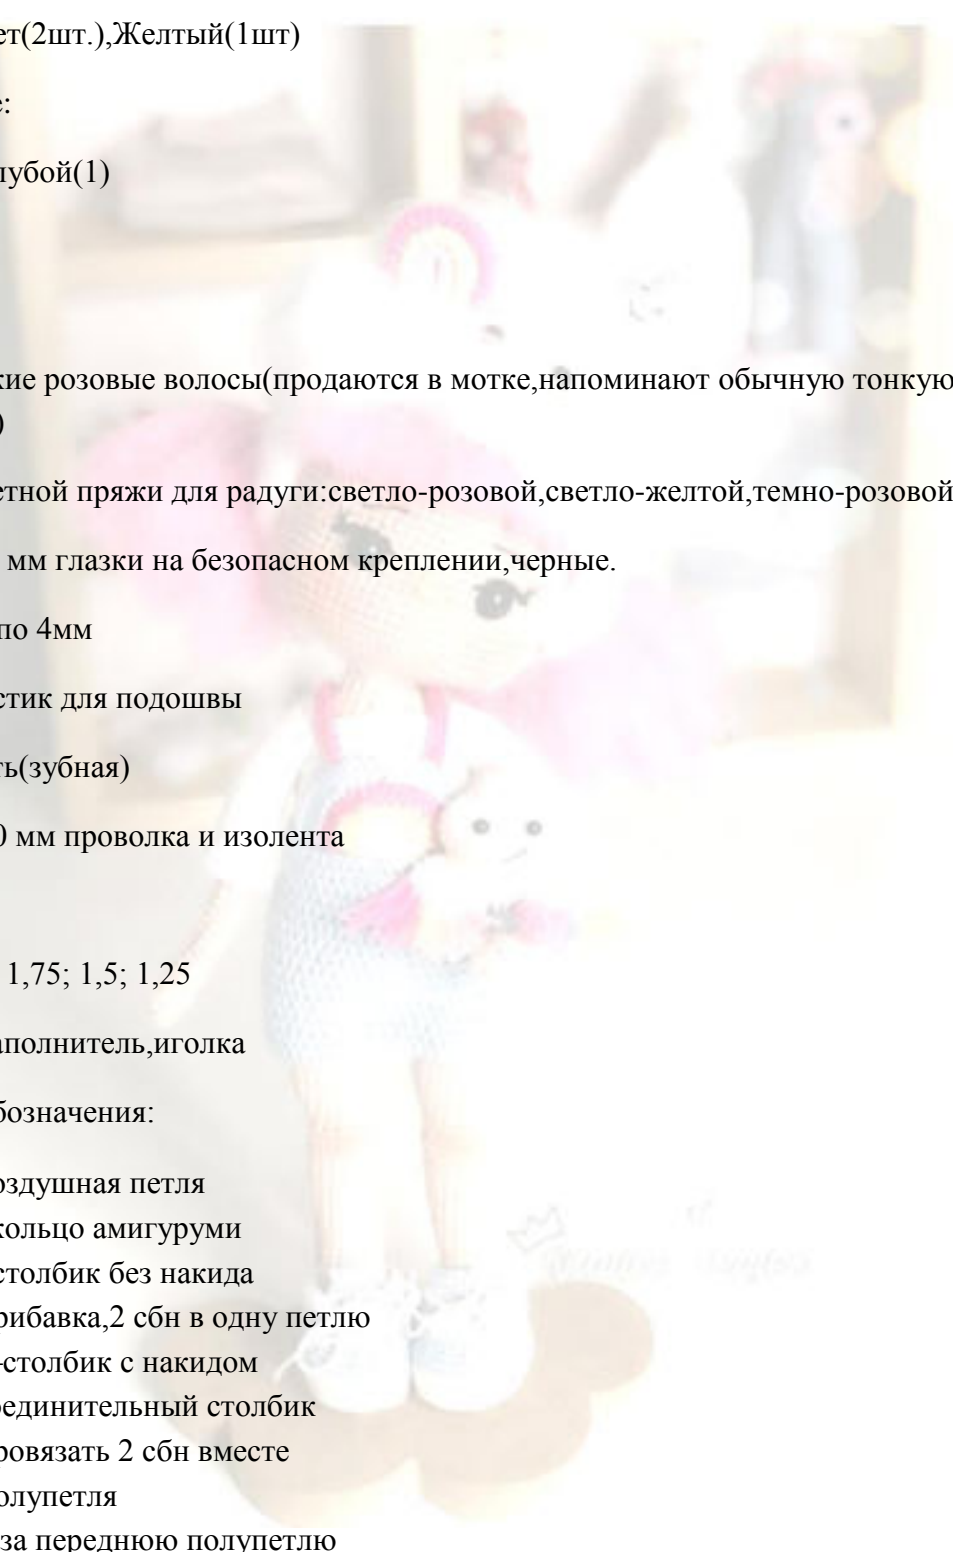 ет(2шт.),Желтый(1шт)
е:
лубой(1)
кие розовые волосы(продаются в мотке,напоминают обычную тонкую
)
етной пряжи для радуги:светло-розовой,светло-желтой,темно-розовой
мм глазки на безопасном креплении,черные.
по 4мм
стик для подошвы
ть(зубная)
0 мм проволка и изолента
1,75; 1,5; 1,25
аполнитель,иголка
бозначения:
оздушная петля
кольцо амигуруми
столбик без накида
рибавка,2 сбн в одну петлю
-столбик с накидом
единительный столбик
ровязать 2 сбн вместе
олупетля
за переднюю полупетлю